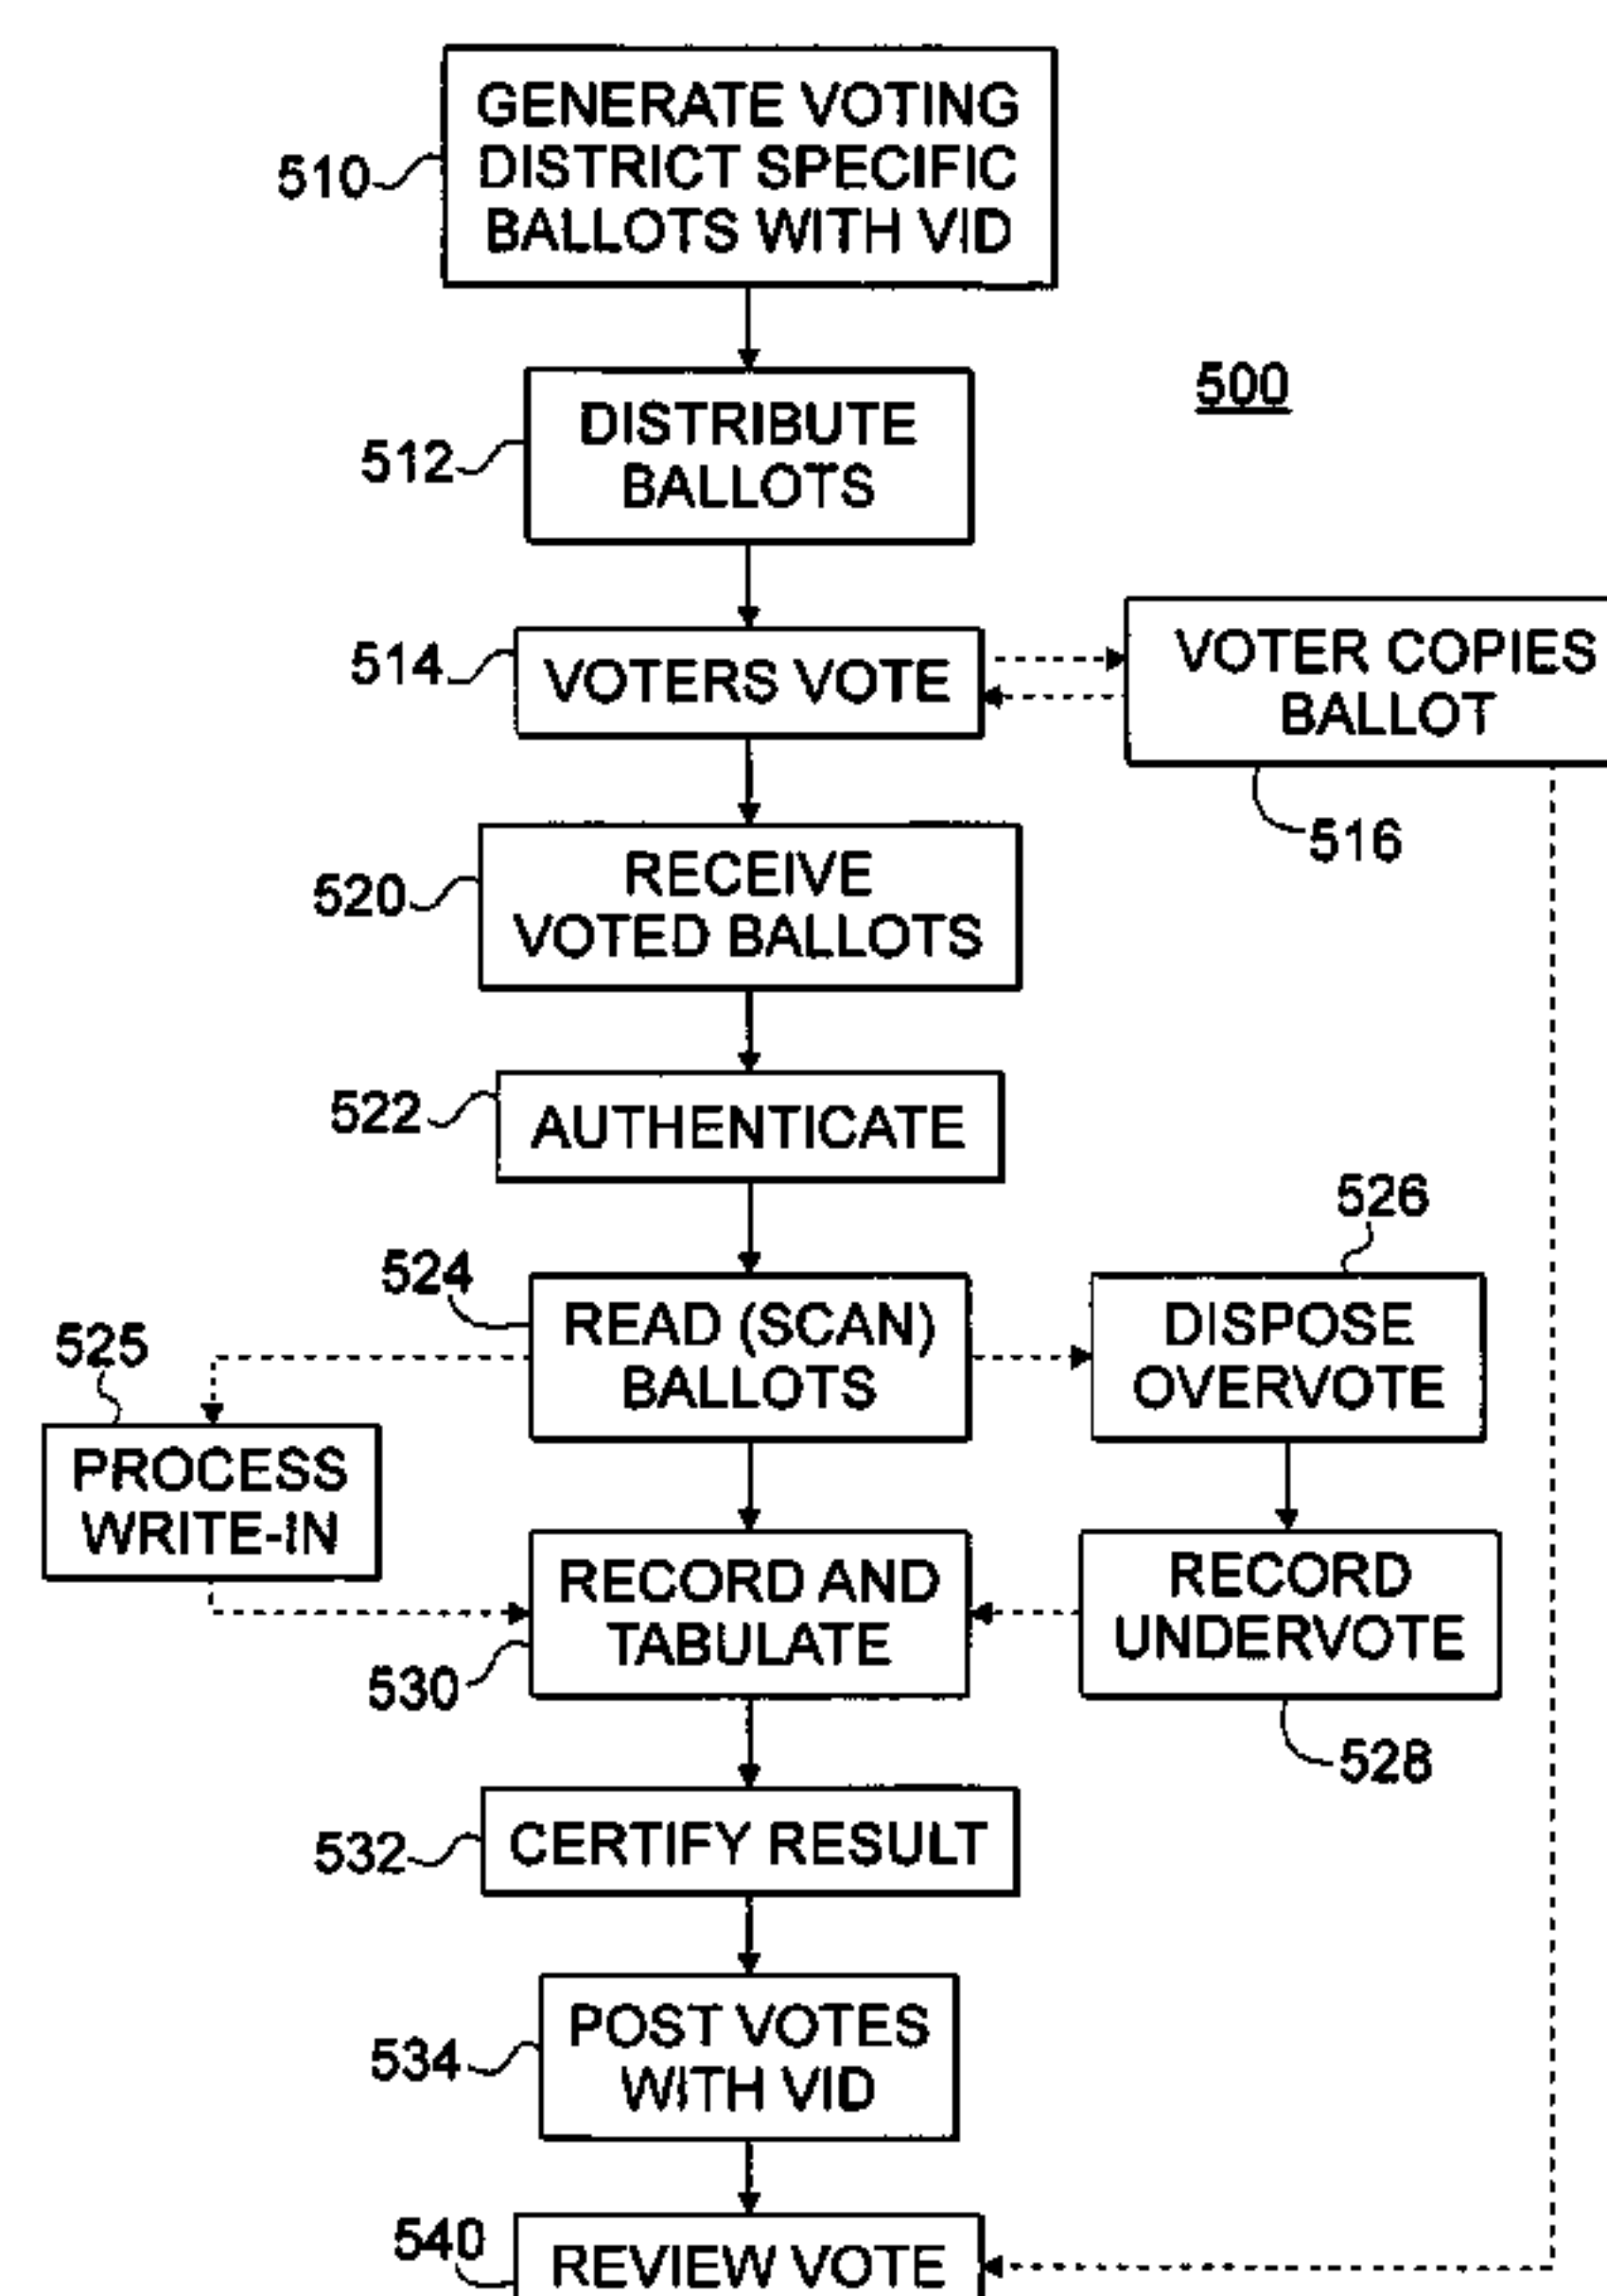 GENERATE VOTING
DISTRICT SPECIFIC
BALLOTS WITH VID
510
DISTRIBUTE
BALLOTS
512
500
VOTERS VOTE
514
VOTER COPIES
BALLOT
516
RECEIVE
VOTED BALLOTS
520
AUTHENTICATE
522
READ (SCAN)
BALLOTS
524
526
DISPOSE
OVERVOTE
525
PROCESS
WRITE-IN
RECORD AND
TABULATE
530
RECORD
UNDERVOTE
528
CERTIFY RESULT
532
POST VOTES
WITH VID
534
540
REVIEW VOTE